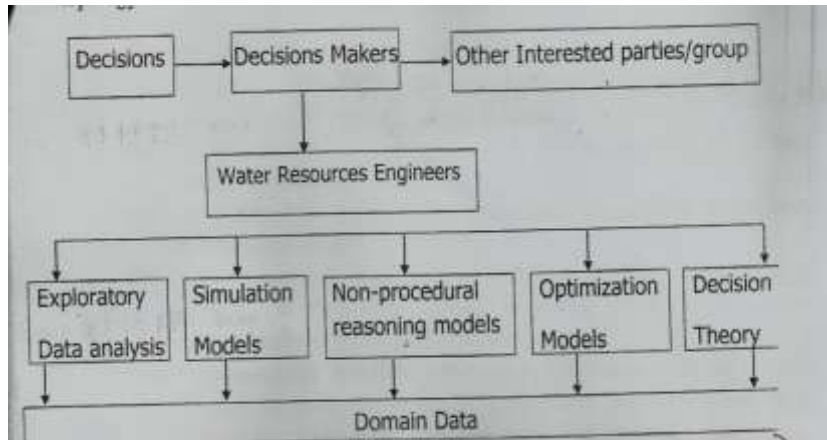 Decisions
Decisions Makers
Other Interested parties/group
Water Resources Engineers
Exploratory
Data analysis
Simulation
Models
Non-procedural
reasoning models
Optimization
Models
Decision
Theory
Domain Data